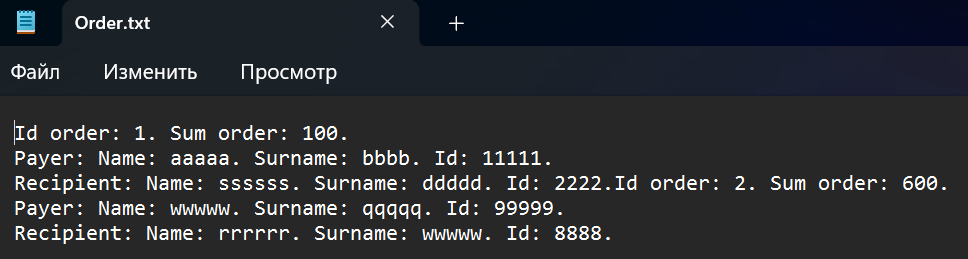 Order.txt
Файл Изменить Просмотр
Id order: 1. Sum order: 100.
Payer: Name: aaaaa. Surname: bbbb. Id: 11111.
Recipient: Name: ssssss. Surname: ddddd. Id: 2222.Id order: 2. Sum order: 600.
Payer: Name: wwwww. Surname: qqqqq. Id: 99999.
Recipient: Name: rrrrrr. Surname: wwwww. Id: 8888.